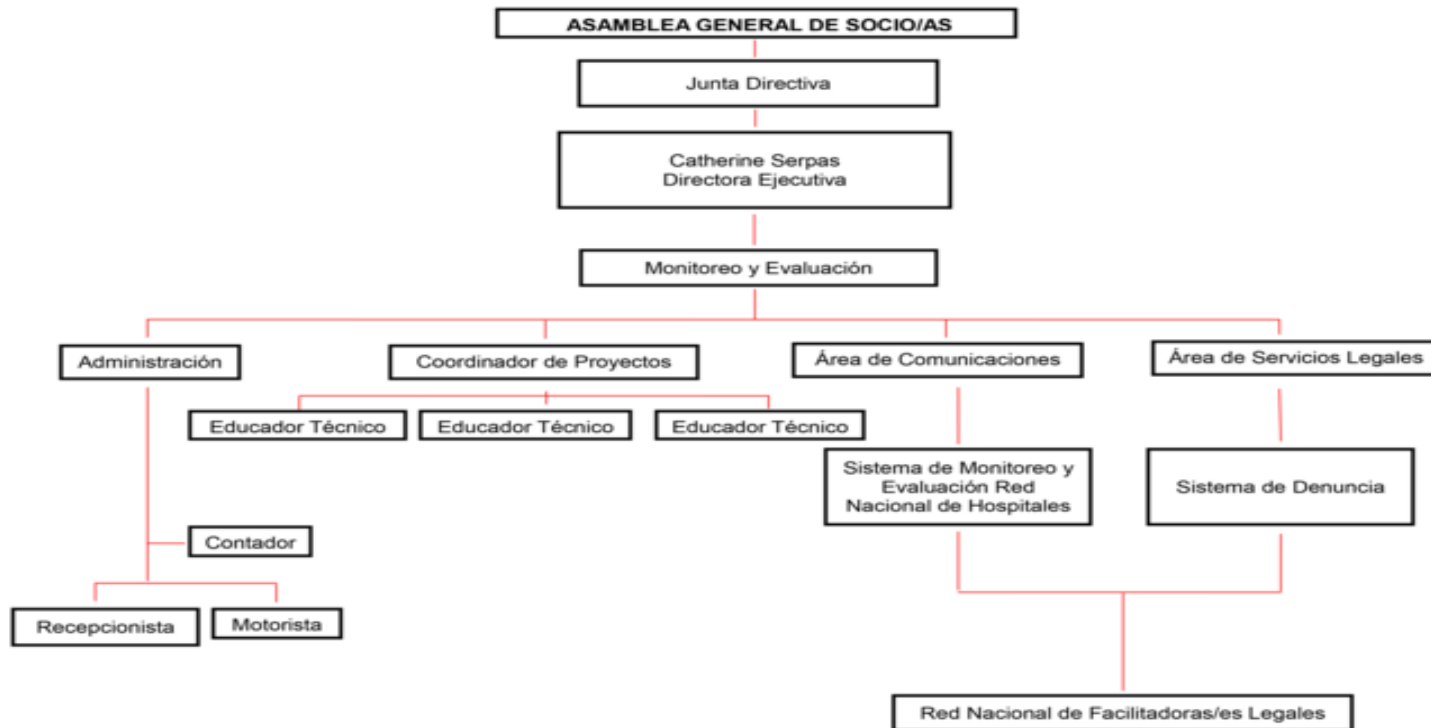 ASAMBLEA GENERAL DE SOCIO/AS
Junta Directiva
Catherine Serpas
Directora Ejecutiva
Monitoreo y Evaluación
Administración
Coordinador de Proyectos
Área de Comunicaciones
Área de Servicios Legales
Educador Técnico
Educador Técnico
Educador Técnico
Sistema de Monitoreo y
Evaluación Red
Nacional de Hospitales
Sistema de Denuncia
Contador
Recepcionista
Motorista
Red Nacional de Facilitadoras/es Legales